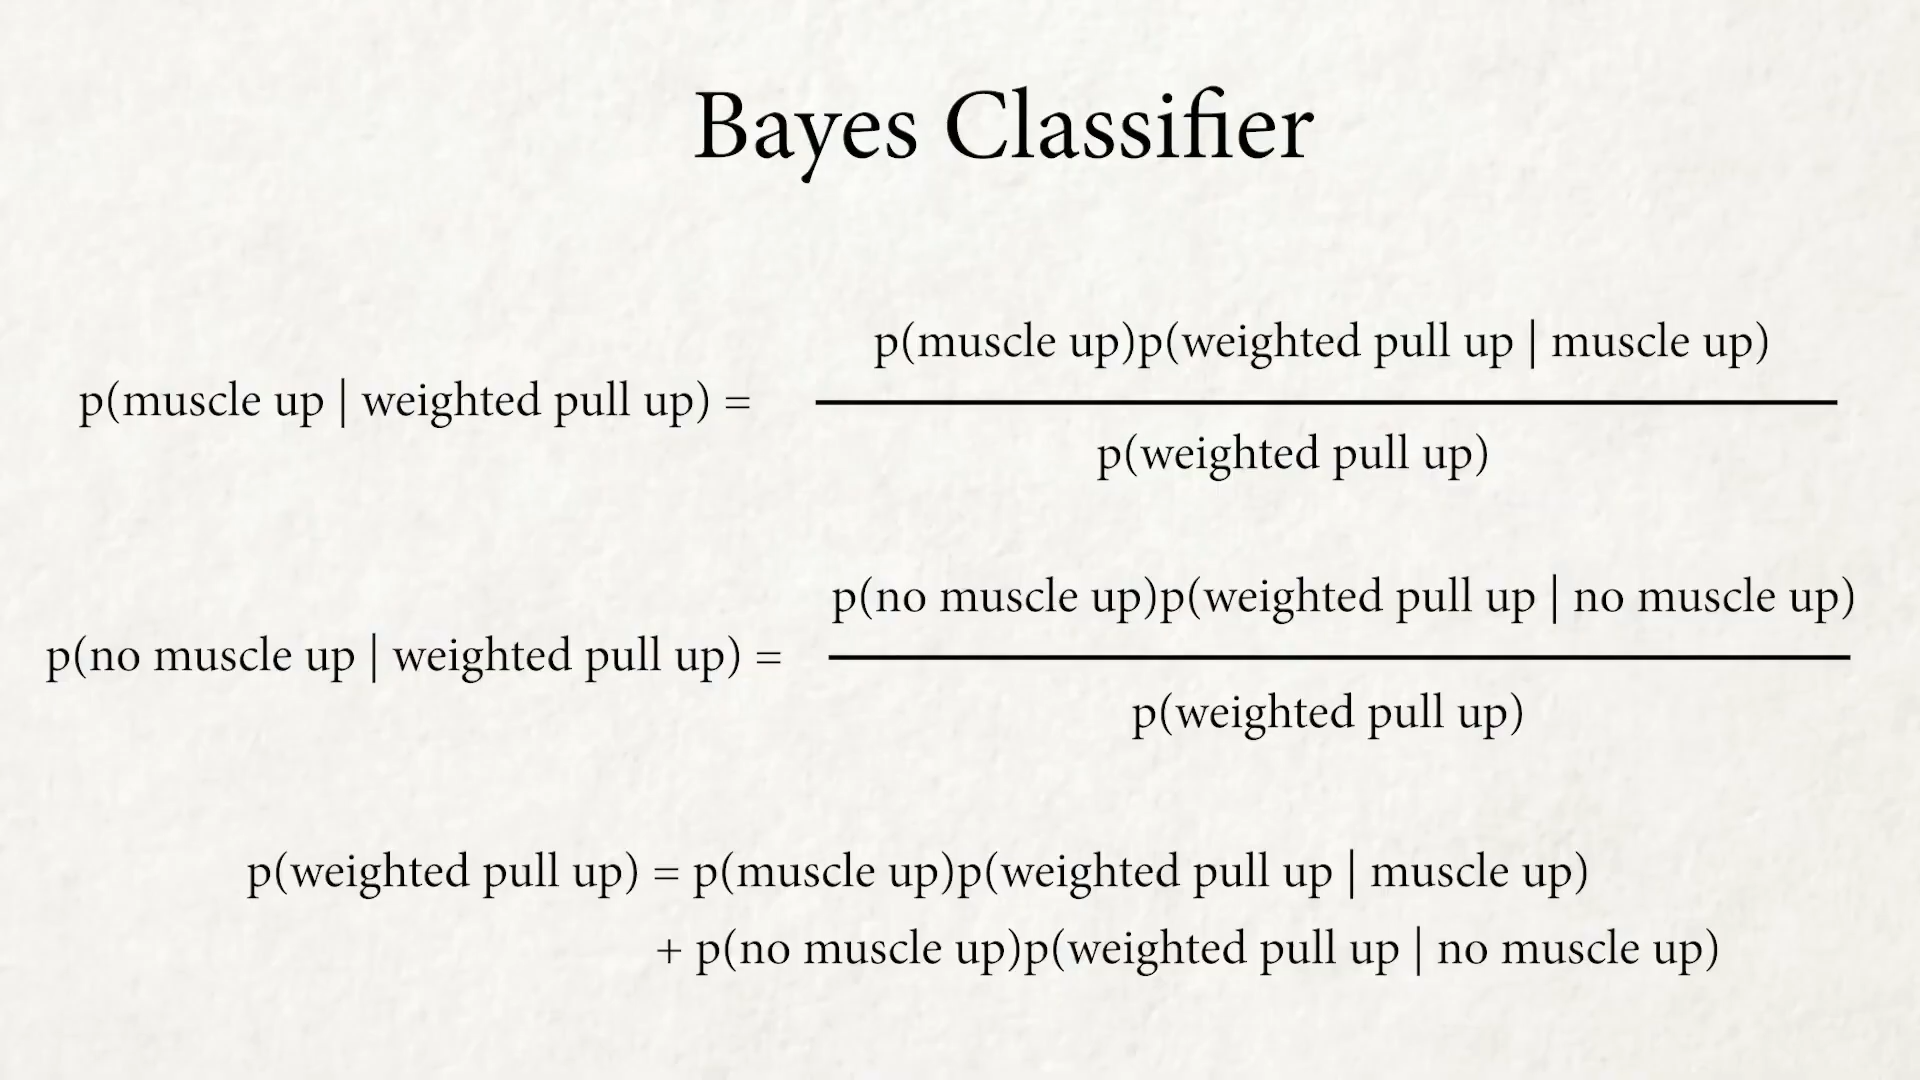 Bayes Classifier
p(muscle up | weighted pull up) = p(muscle up)p(weighted pull up | muscle up)
p(weighted pull up)
p(no muscle up | weighted pull up) = p(no muscle up)p(weighted pull up | no muscle up)
p(weighted pull up)
p(weighted pull up) = p(muscle up)p(weighted pull up | muscle up)
+ p(no muscle up)p(weighted pull up | no muscle up)